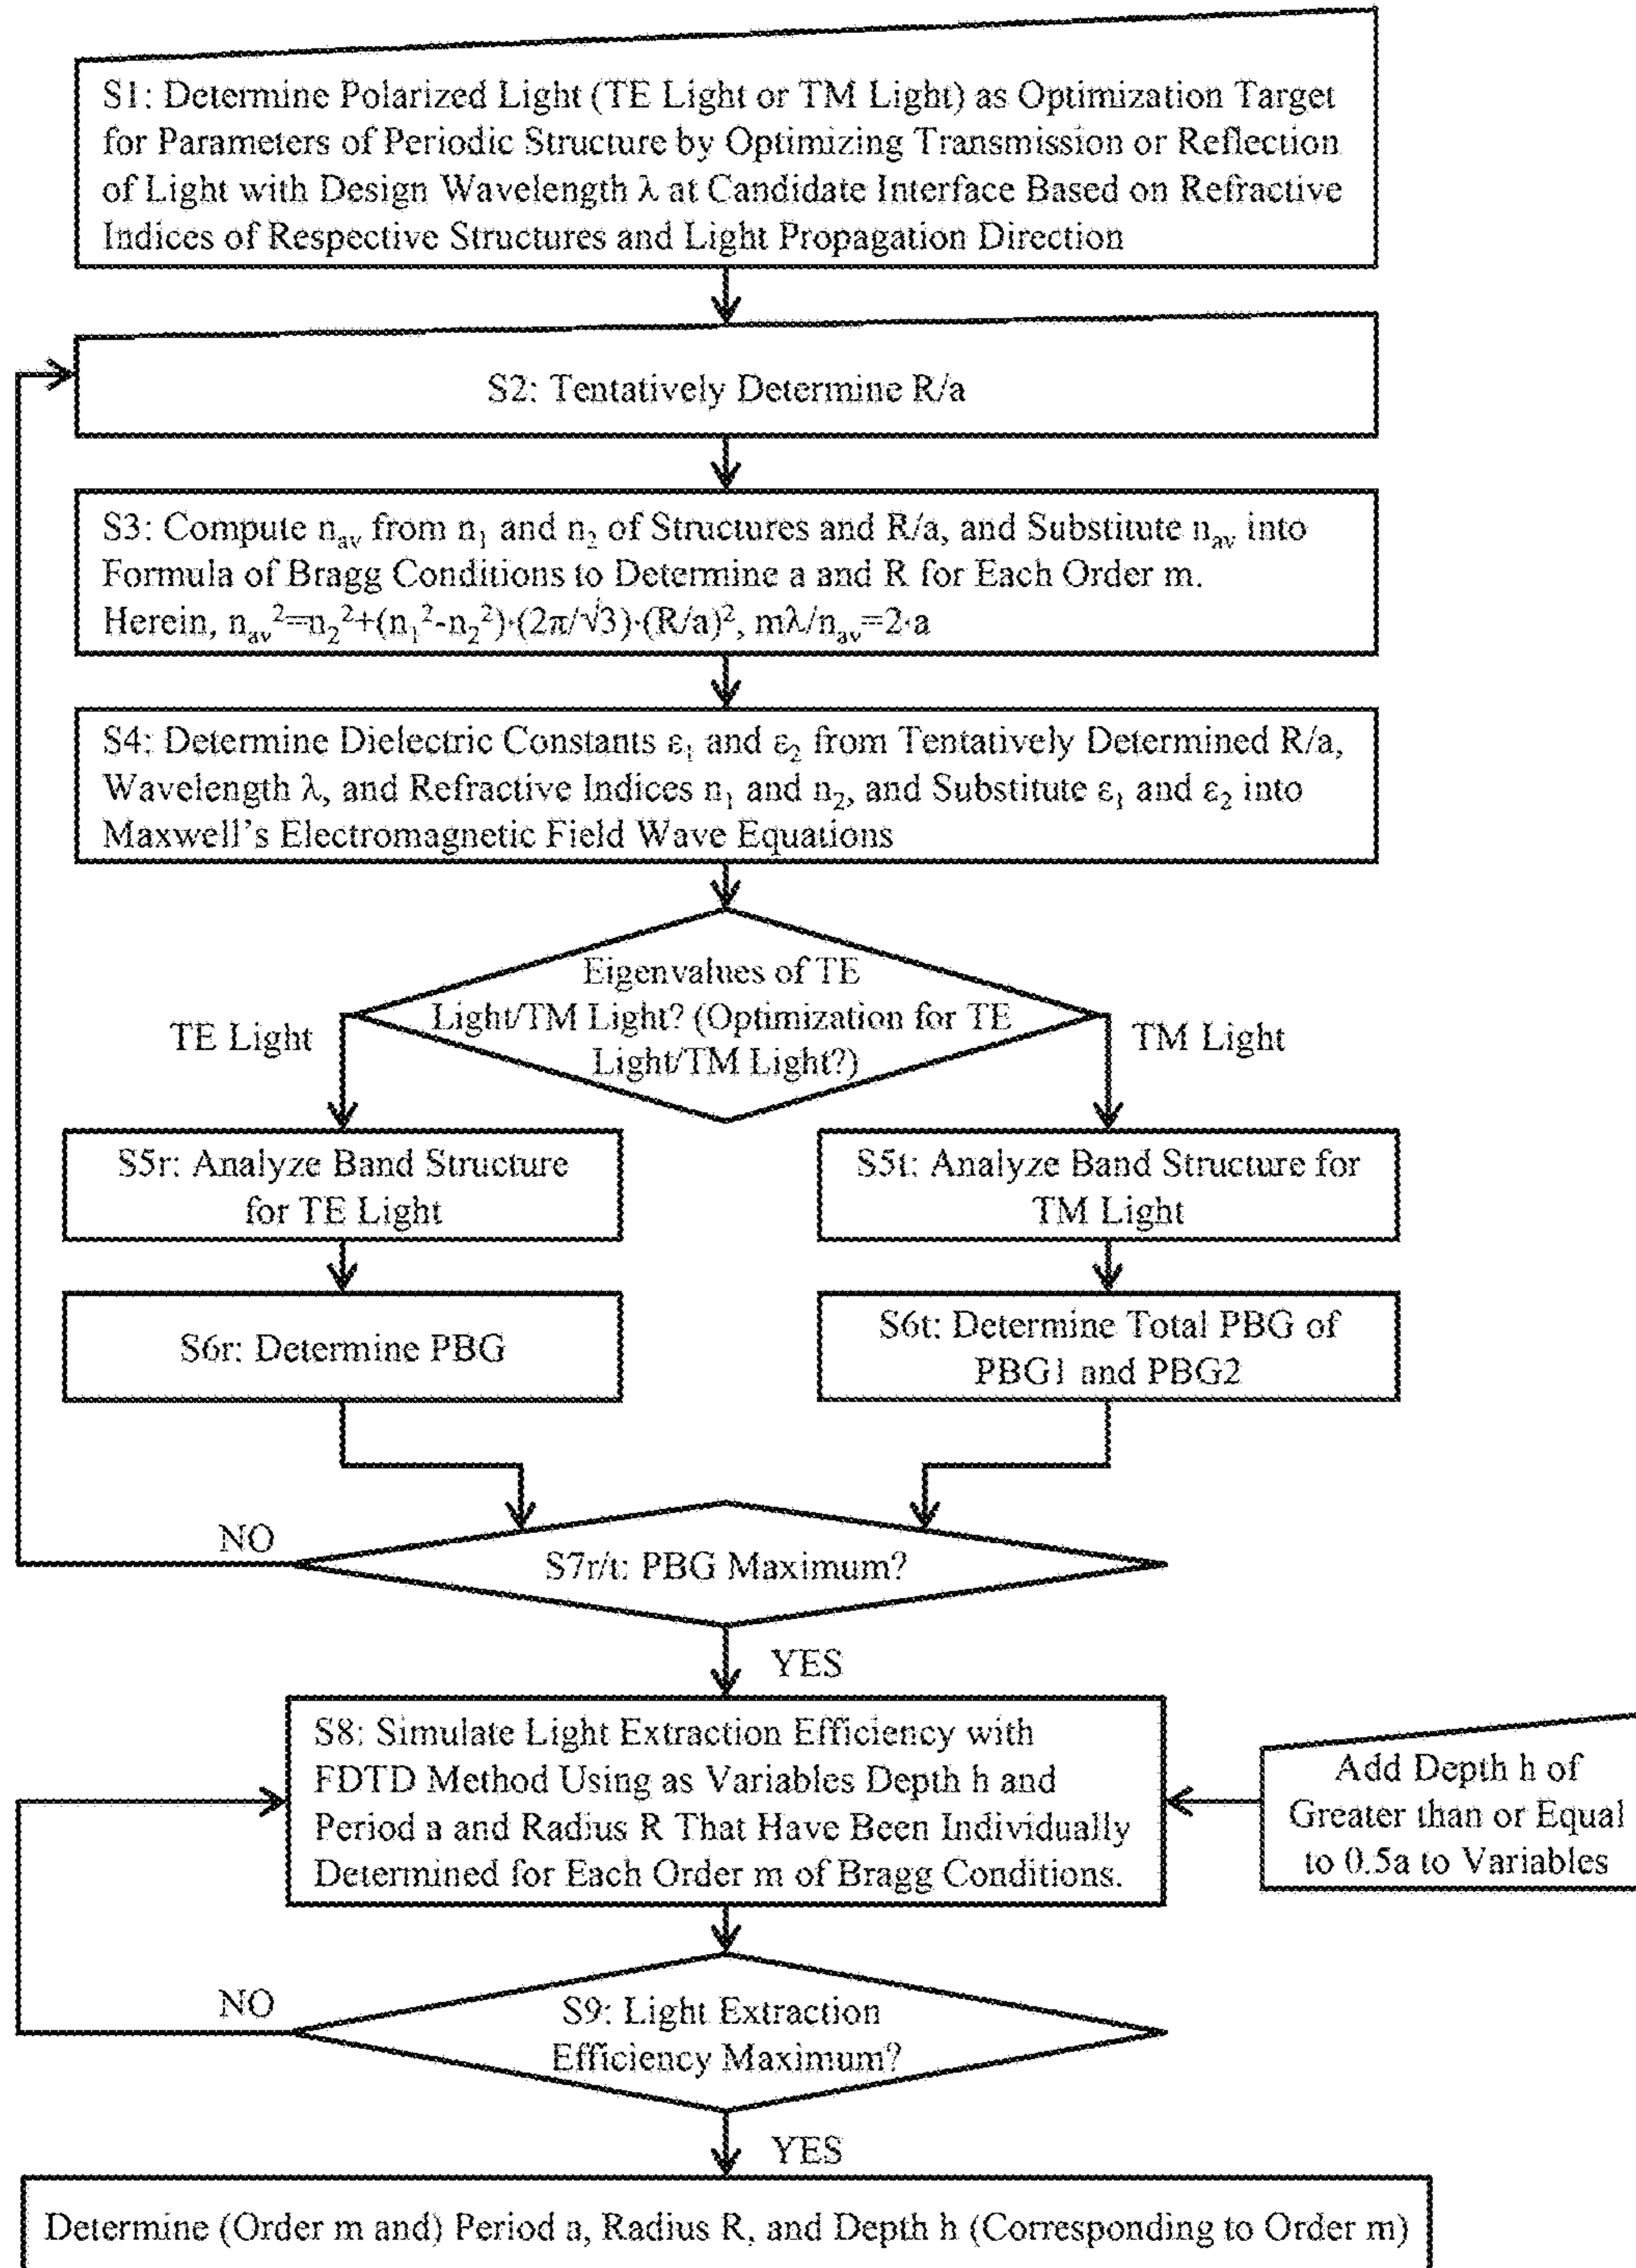 S1: Determine Polarized Light (TE Light or TM Light) as Optimization Target
for Parameters of Periodic Structure by Optimizing Transmission or Reflection
of Light with Design Wavelength λ at Candidate Interface Based on Refractive
Indices of Respective Structures and Light Propagation Direction
S2: Tentatively Determine R/a
S3: Compute nₐᵥ from n₁ and n₂ of Structures and R/a, and Substitute nₐᵥ into
Formula of Bragg Conditions to Determine a and R for Each Order m.
Herein, nₐᵥ²=n₂²+(n₁²-n₂²)·(2π/√3)·(R/a)², mλ/nₐᵥ=2·a
S4: Determine Dielectric Constants ε₁ and ε₂ from Tentatively Determined R/a,
Wavelength λ, and Refractive Indices n₁ and n₂, and Substitute ε₁ and ε₂ into
Maxwell's Electromagnetic Field Wave Equations
Eigenvalues of TE
Light/TM Light? (Optimization for TE
Light/TM Light?)
TE Light
TM Light
S5r: Analyze Band Structure
for TE Light
S5t: Analyze Band Structure for
TM Light
S6r: Determine PBG
S6t: Determine Total PBG of
PBG1 and PBG2
NO
S7r/t: PBG Maximum?
YES
S8: Simulate Light Extraction Efficiency with
FDTD Method Using as Variables Depth h and
Period a and Radius R That Have Been Individually
Determined for Each Order m of Bragg Conditions.
Add Depth h of
Greater than or Equal
to 0.5a to Variables
NO
S9: Light Extraction
Efficiency Maximum?
YES
Determine (Order m and) Period a, Radius R, and Depth h (Corresponding to Order m)